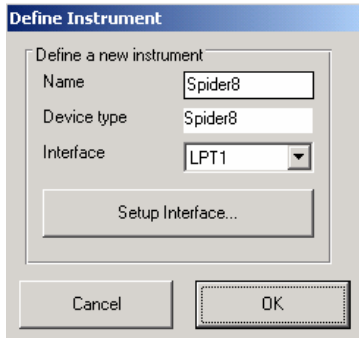 Define Instrument
Define a new instrument
Name Spider8
Device type Spider8
Interface LPT1
Setup Interface...
Cancel OK